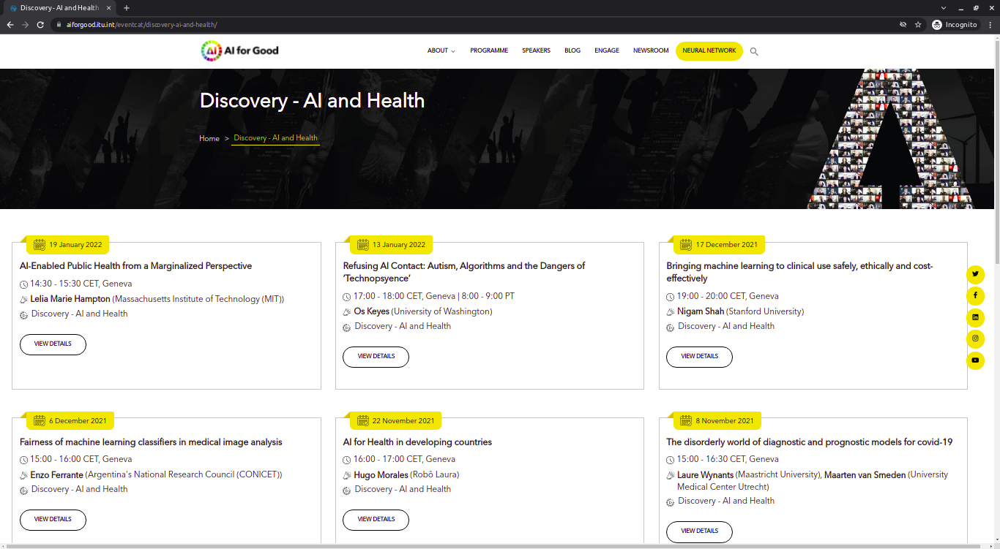 Discovery - AI and Health
aiforgood.itu.int/eventcat/discovery-ai-and-health/
Incognito
AI for Good
ABOUT
PROGRAMME
SPEAKERS
BLOG
ENGAGE
NEWSROOM
NEURAL NETWORK
Discovery - AI and Health
Home > Discovery - AI and Health
19 January 2022
AI-Enabled Public Health from a Marginalized Perspective
14:30 - 15:30 CET, Geneva
Lelia Marie Hampton (Massachusetts Institute of Technology (MIT))
Discovery - AI and Health
VIEW DETAILS
13 January 2022
Refusing AI Contact: Autism, Algorithms and the Dangers of
‘Technopsyence’
17:00 - 18:00 CET, Geneva | 8:00 - 9:00 PT
Os Keyes (University of Washington)
Discovery - AI and Health
VIEW DETAILS
17 December 2021
Bringing machine learning to clinical use safely, ethically and cost-
effectively
19:00 - 20:00 CET, Geneva
Nigam Shah (Stanford University)
Discovery - AI and Health
VIEW DETAILS
6 December 2021
Fairness of machine learning classifiers in medical image analysis
15:00 - 16:00 CET, Geneva
Enzo Ferrante (Argentina's National Research Council (CONICET))
Discovery - AI and Health
VIEW DETAILS
22 November 2021
AI for Health in developing countries
16:00 - 17:00 CET, Geneva
Hugo Morales (Robô Laura)
Discovery - AI and Health
VIEW DETAILS
8 November 2021
The disorderly world of diagnostic and prognostic models for covid-19
15:00 - 16:30 CET, Geneva
Laure Wynants (Maastricht University), Maarten van Smeden (University
Medical Center Utrecht)
Discovery - AI and Health
VIEW DETAILS